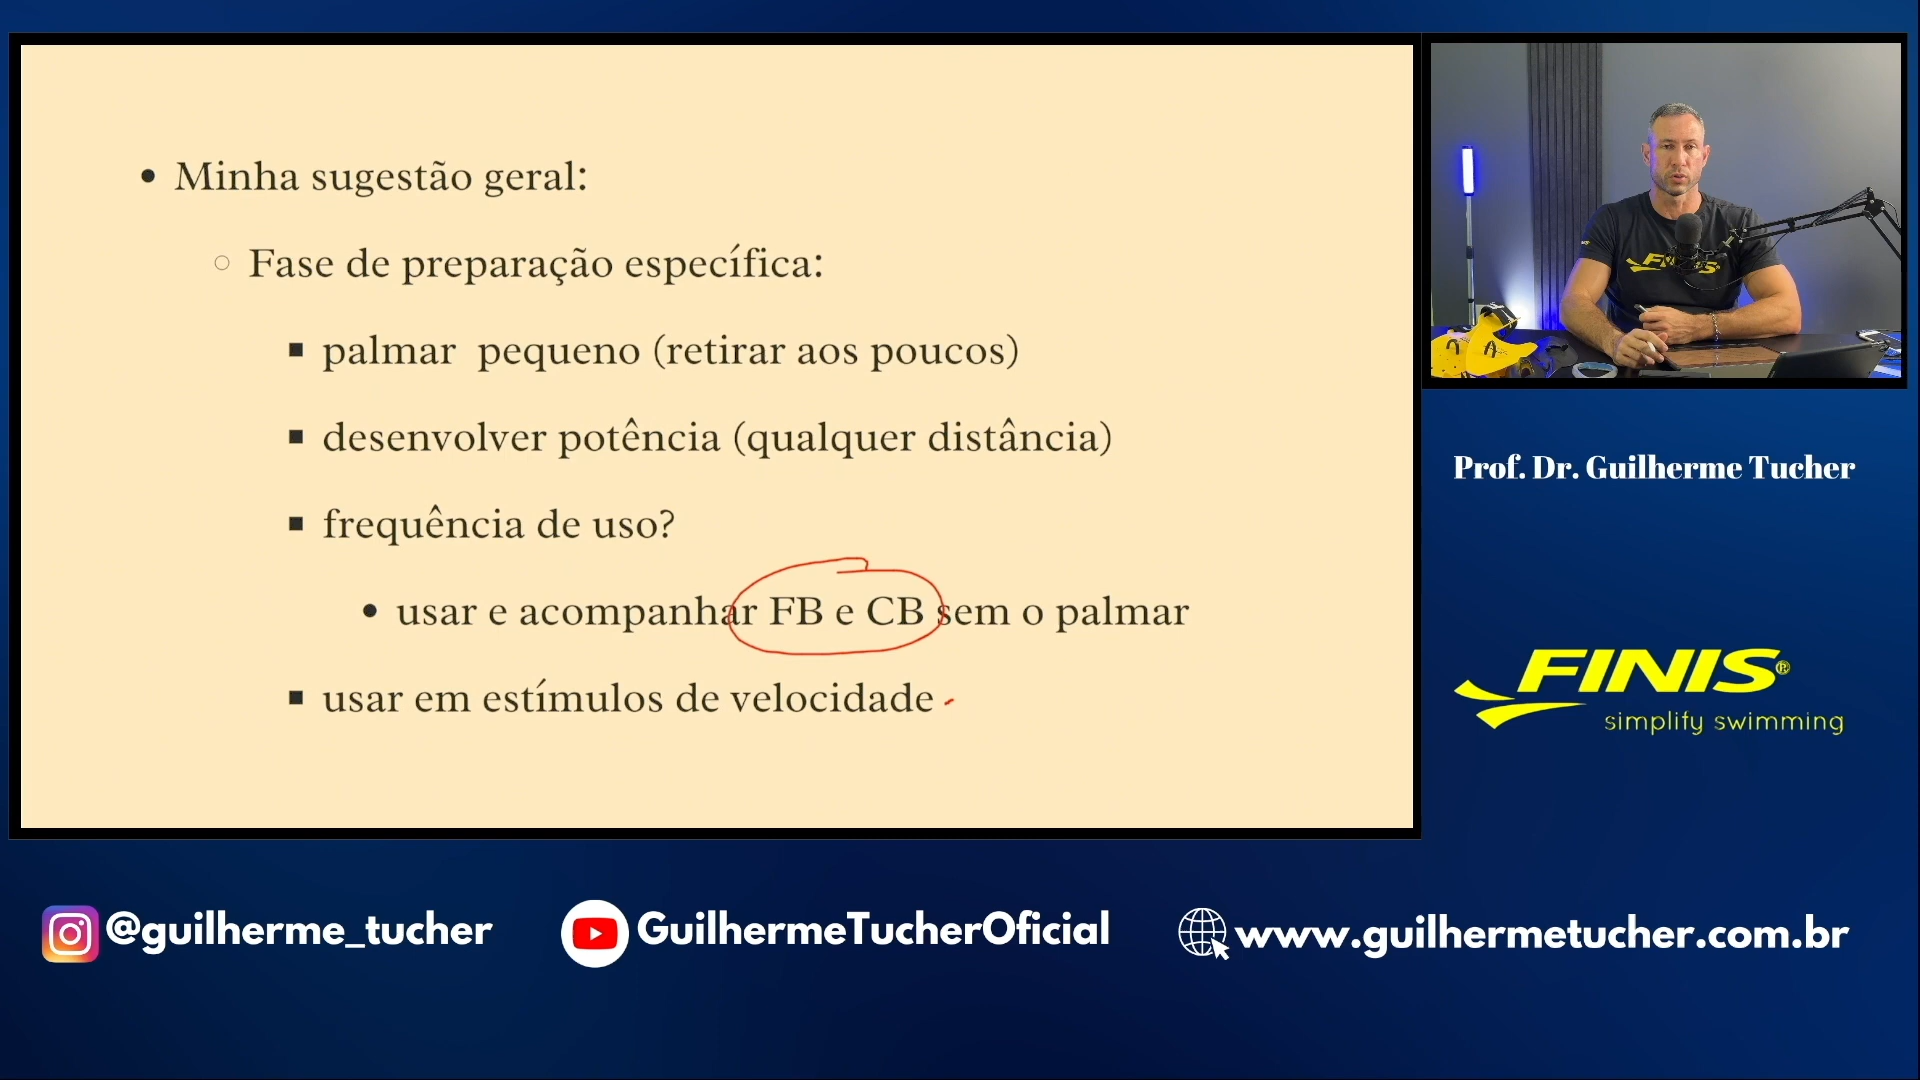 Minha sugestão geral:
Fase de preparação específica:
palmar pequeno (retirar aos poucos)
desenvolver potência (qualquer distância)
frequência de uso?
usar e acompanhar FB e CB sem o palmar
usar em estímulos de velocidade
FINIS
Prof. Dr. Guilherme Tucher
FINIS®
simplify swimming
@guilherme_tucher
GuilhermeTucherOficial
www.guilhermetucher.com.br